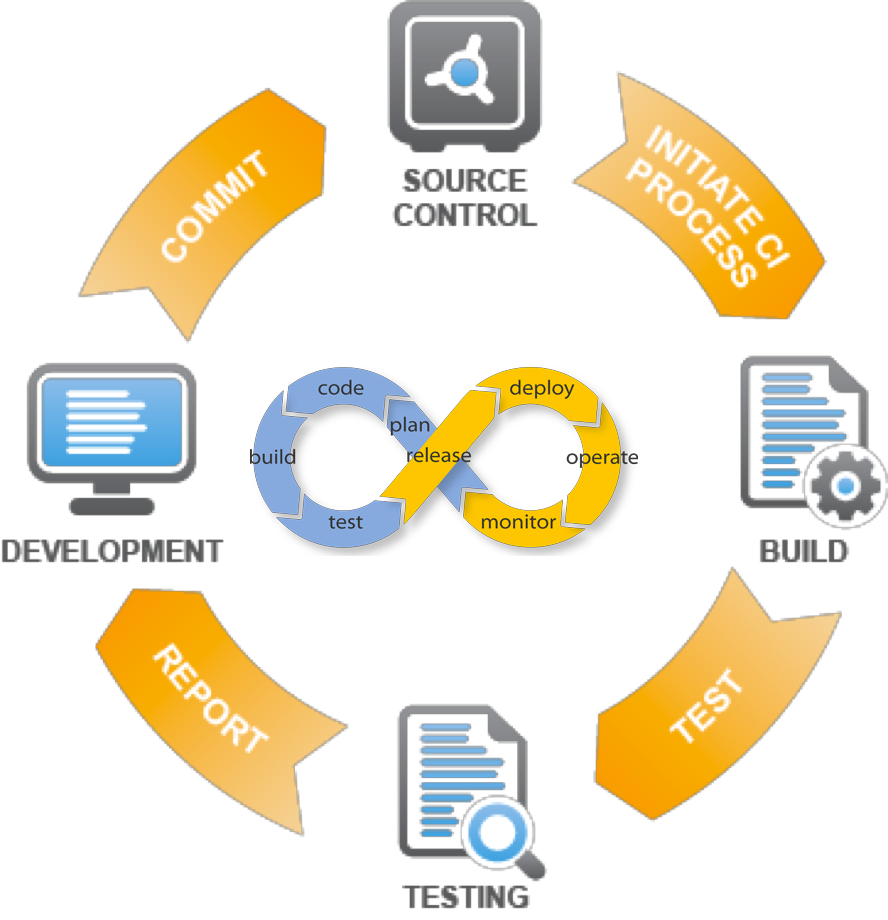 SOURCE
CONTROL
INITIATE CI
PROCESS
COMMIT
code
deploy
plan
build
release
operate
test
monitor
DEVELOPMENT
BUILD
REPORT
TEST
TESTING